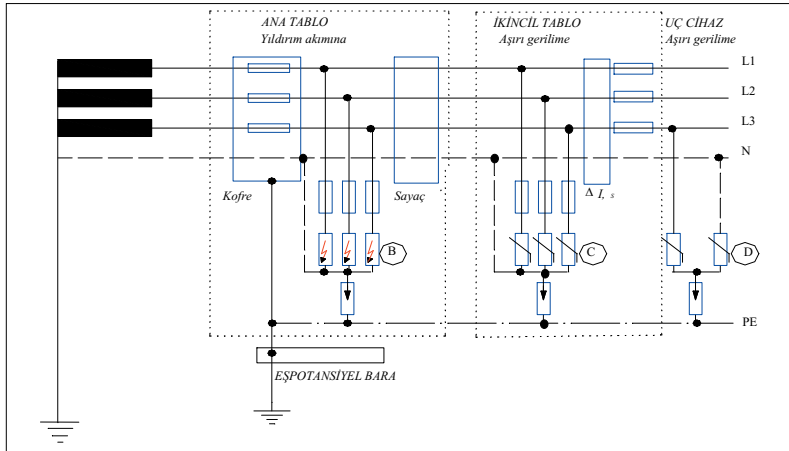 ANA TABLO
Yıldırım akımına
İKİNCİL TABLO
Aşırı gerilime
UÇ CİHAZ
Aşırı gerilime
L1
L2
L3
N
Kofre
Sayaç
Δ I, s
B
C
D
PE
EŞPOTANSİYEL BARA